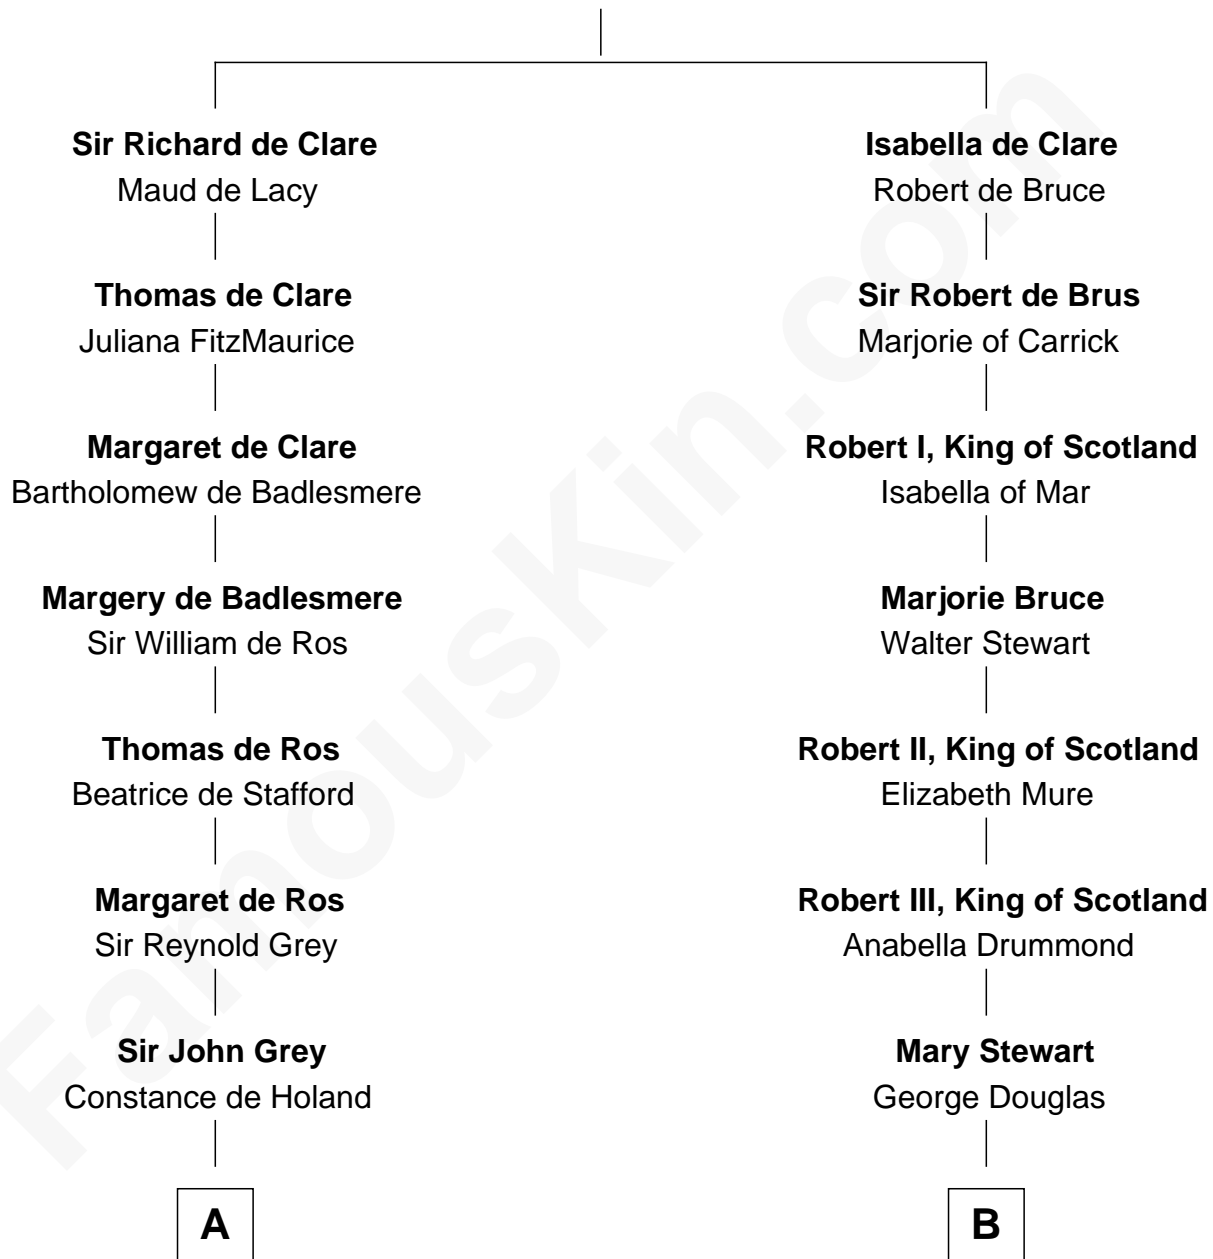 Sir Richard de Clare
Maud de Lacy
Thomas de Clare
Juliana FitzMaurice
Margaret de Clare
Bartholomew de Badlesmere
Margery de Badlesmere
Sir William de Ros
Thomas de Ros
Beatrice de Stafford
Margaret de Ros
Sir Reynold Grey
Sir John Grey
Constance de Holand
A
Isabella de Clare
Robert de Bruce
Sir Robert de Brus
Marjorie of Carrick
Robert I, King of Scotland
Isabella of Mar
Marjorie Bruce
Walter Stewart
Robert II, King of Scotland
Elizabeth Mure
Robert III, King of Scotland
Anabella Drummond
Mary Stewart
George Douglas
B
FamousKin.com